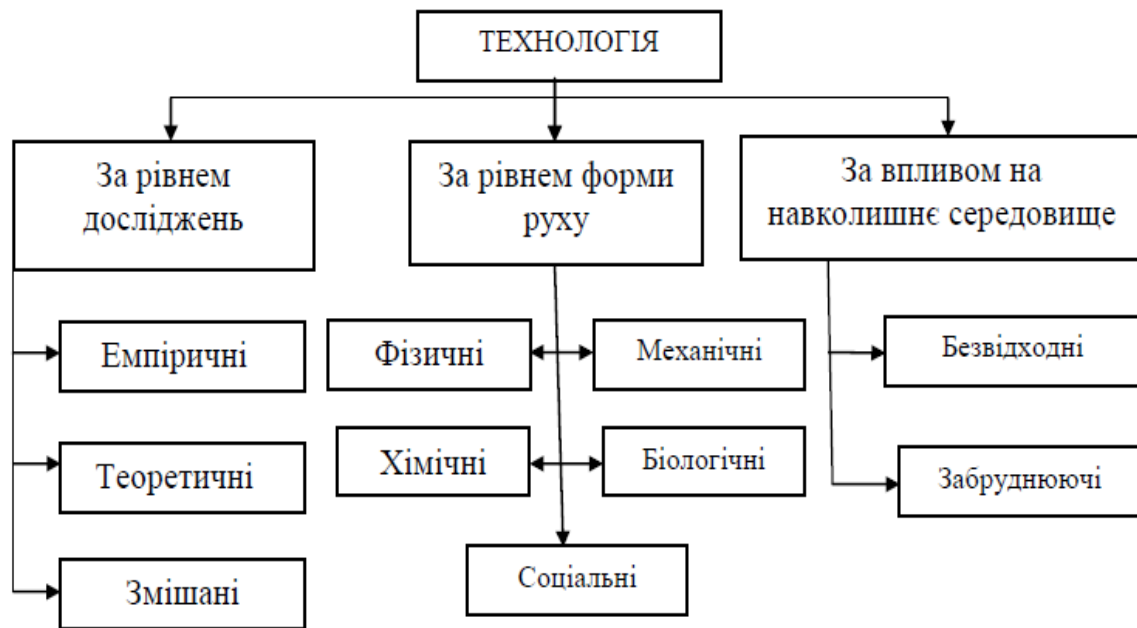 ТЕХНОЛОГІЯ
За рівнем
досліджень
За рівнем форми
руху
За впливом на
навколишнє середовище
Емпіричні
Фізичні
Механічні
Безвідходні
Теоретичні
Хімічні
Біологічні
Забруднюючі
Змішані
Соціальні